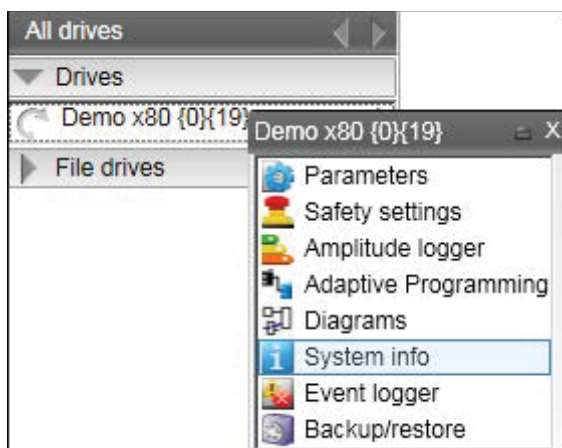 All drives
Drives
Demo x80 {0}{19}
File drives
Demo x80 {0}{19} X
Parameters
Safety settings
Amplitude logger
Adaptive Programming
Diagrams
System info
Event logger
Backup/restore